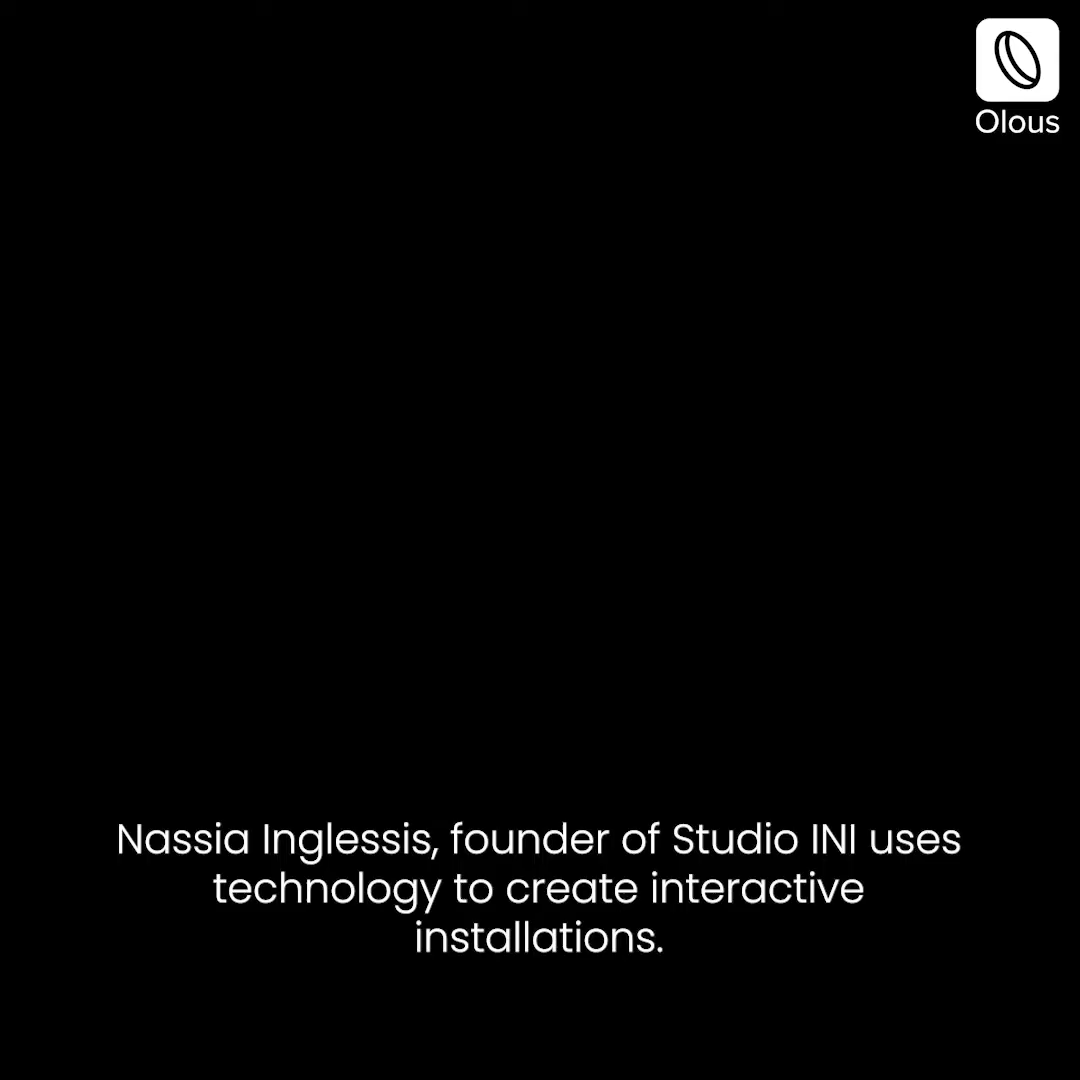 Olous
Nassia Inglessis, founder of Studio INI uses
technology to create interactive
installations.